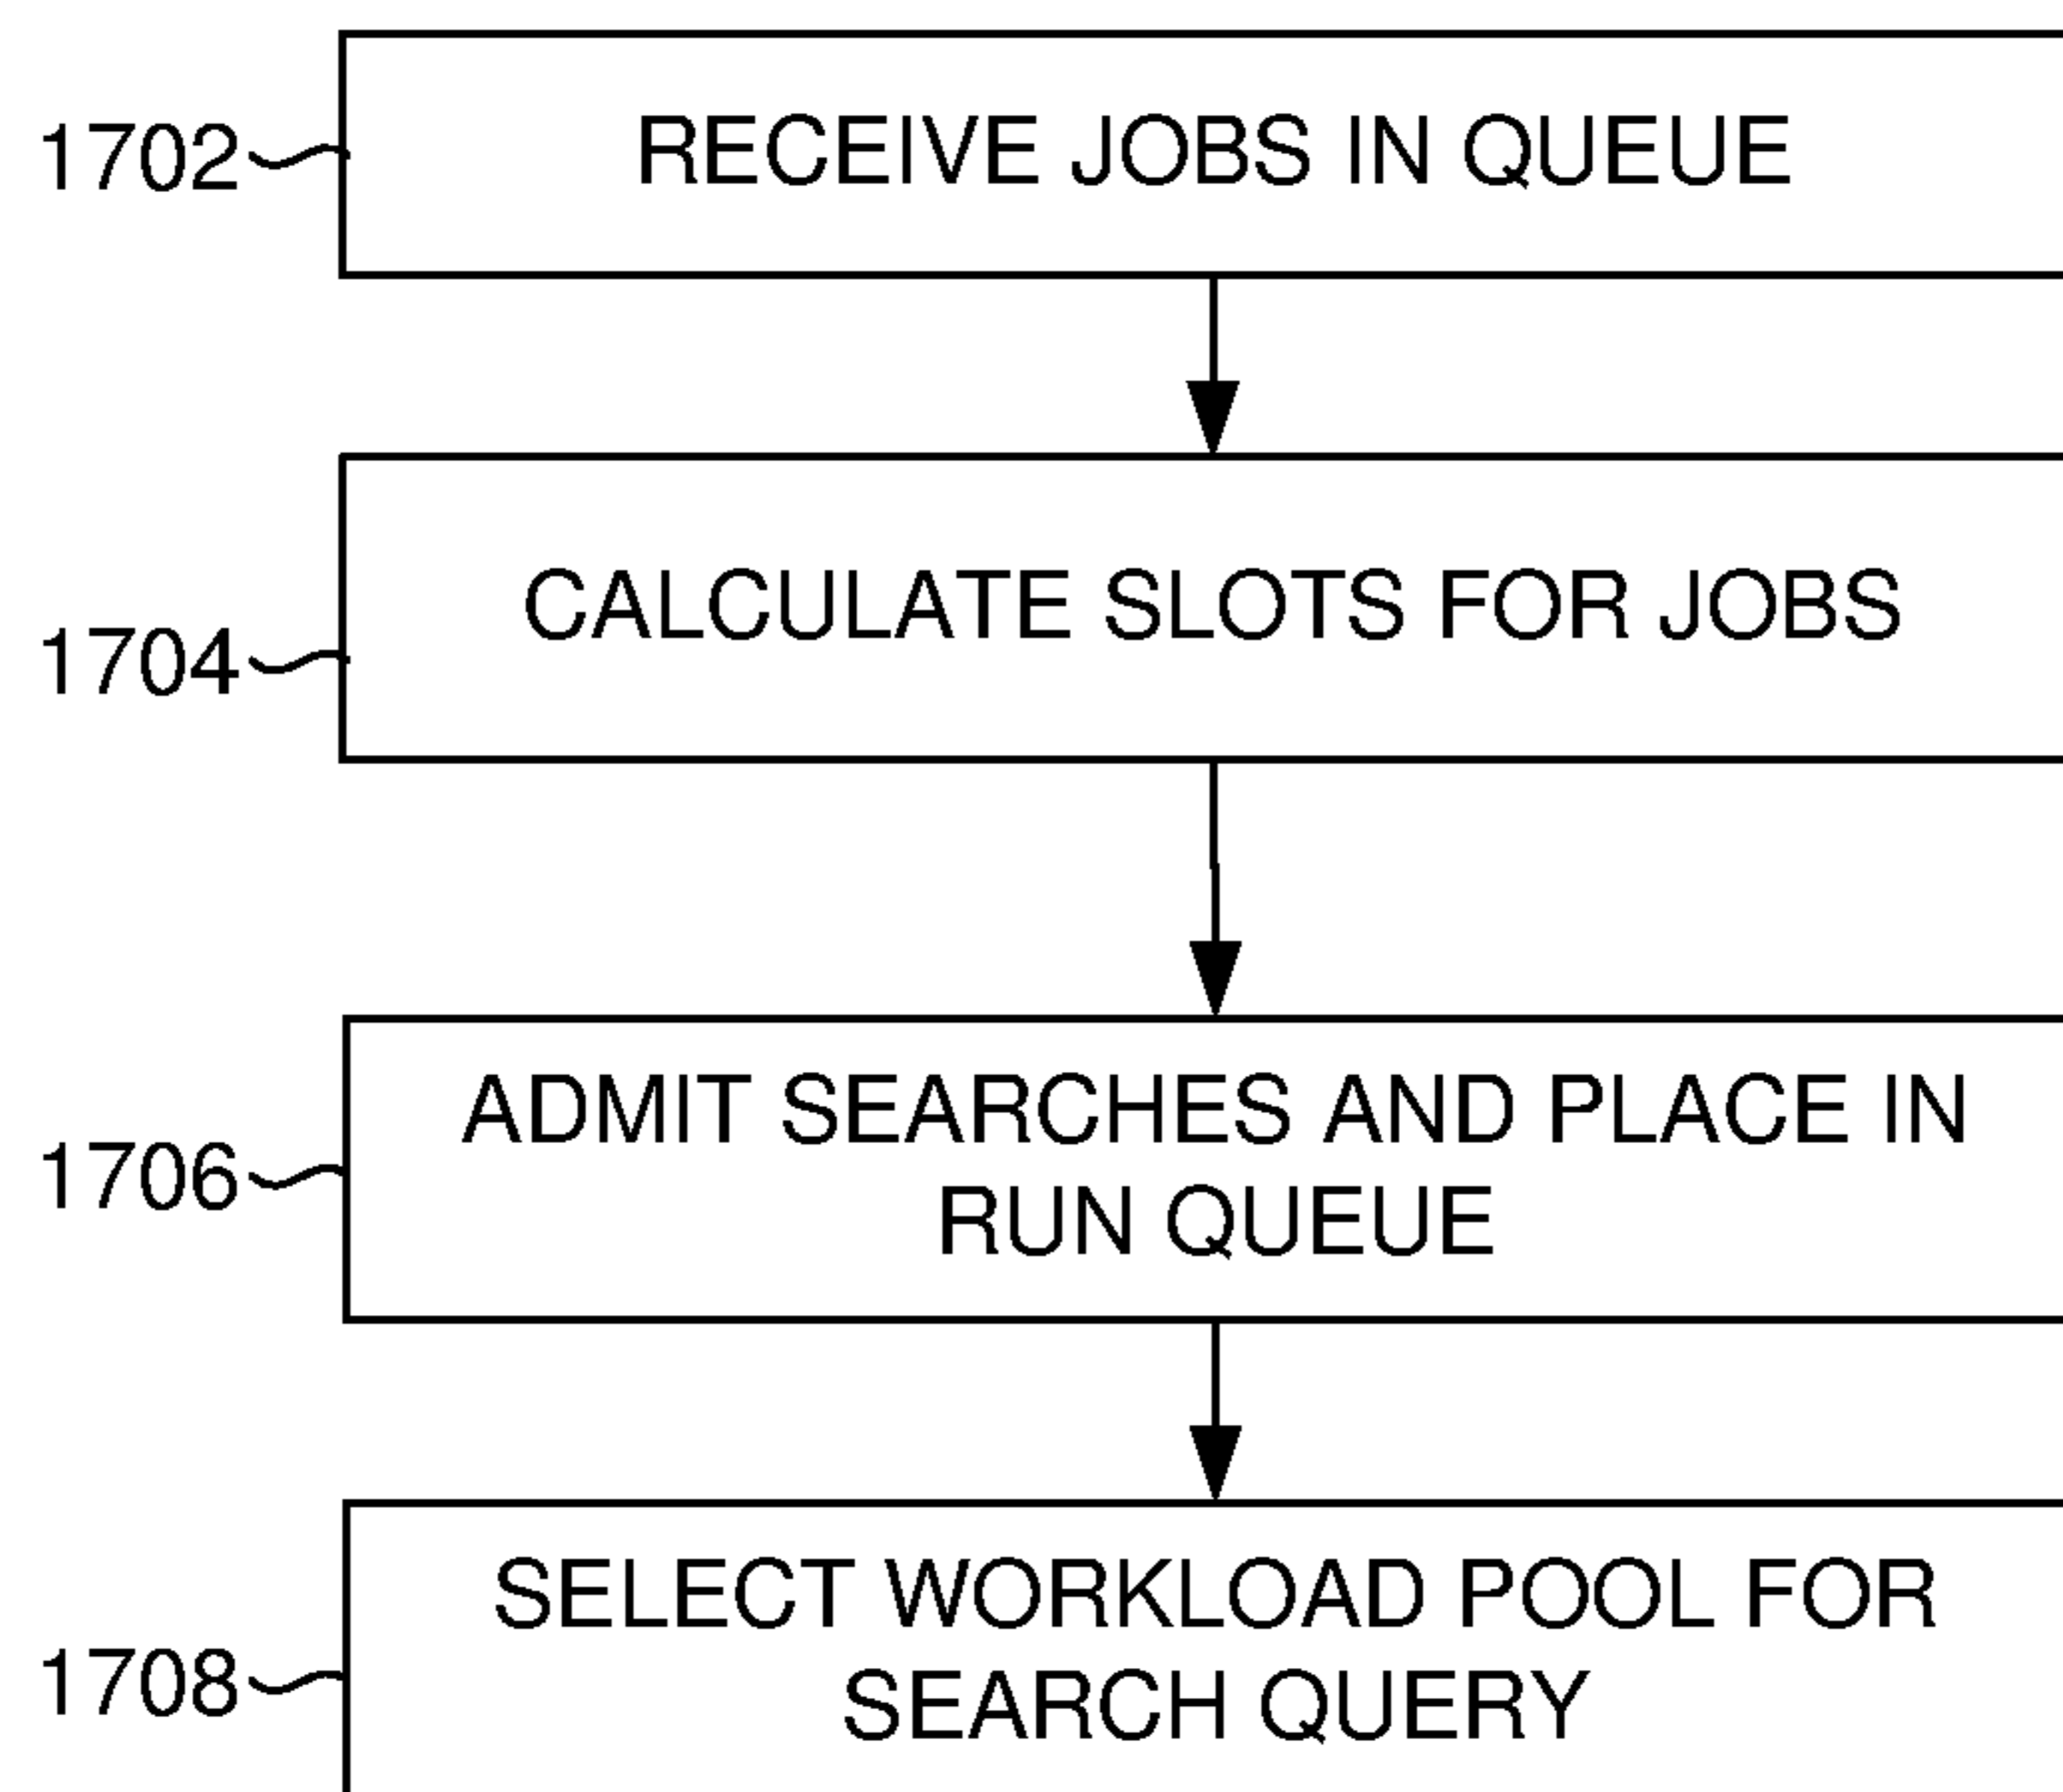 1702
RECEIVE JOBS IN QUEUE
1704
CALCULATE SLOTS FOR JOBS
1706
ADMIT SEARCHES AND PLACE IN
RUN QUEUE
1708
SELECT WORKLOAD POOL FOR
SEARCH QUERY